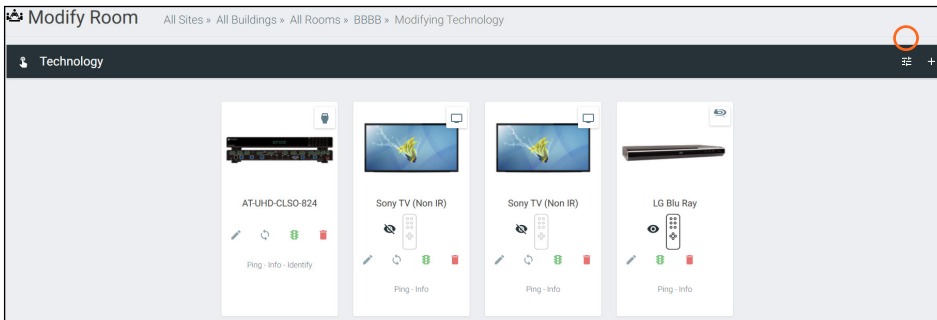 Modify Room All Sites » All Buildings » All Rooms » BBBB » Modifying Technology
Technology
AT-UHD-CLSO-824 Sony TV (Non IR) Sony TV (Non IR) LG Blu Ray
Ping - Info - Identify Ping - Info Ping - Info Ping - Info